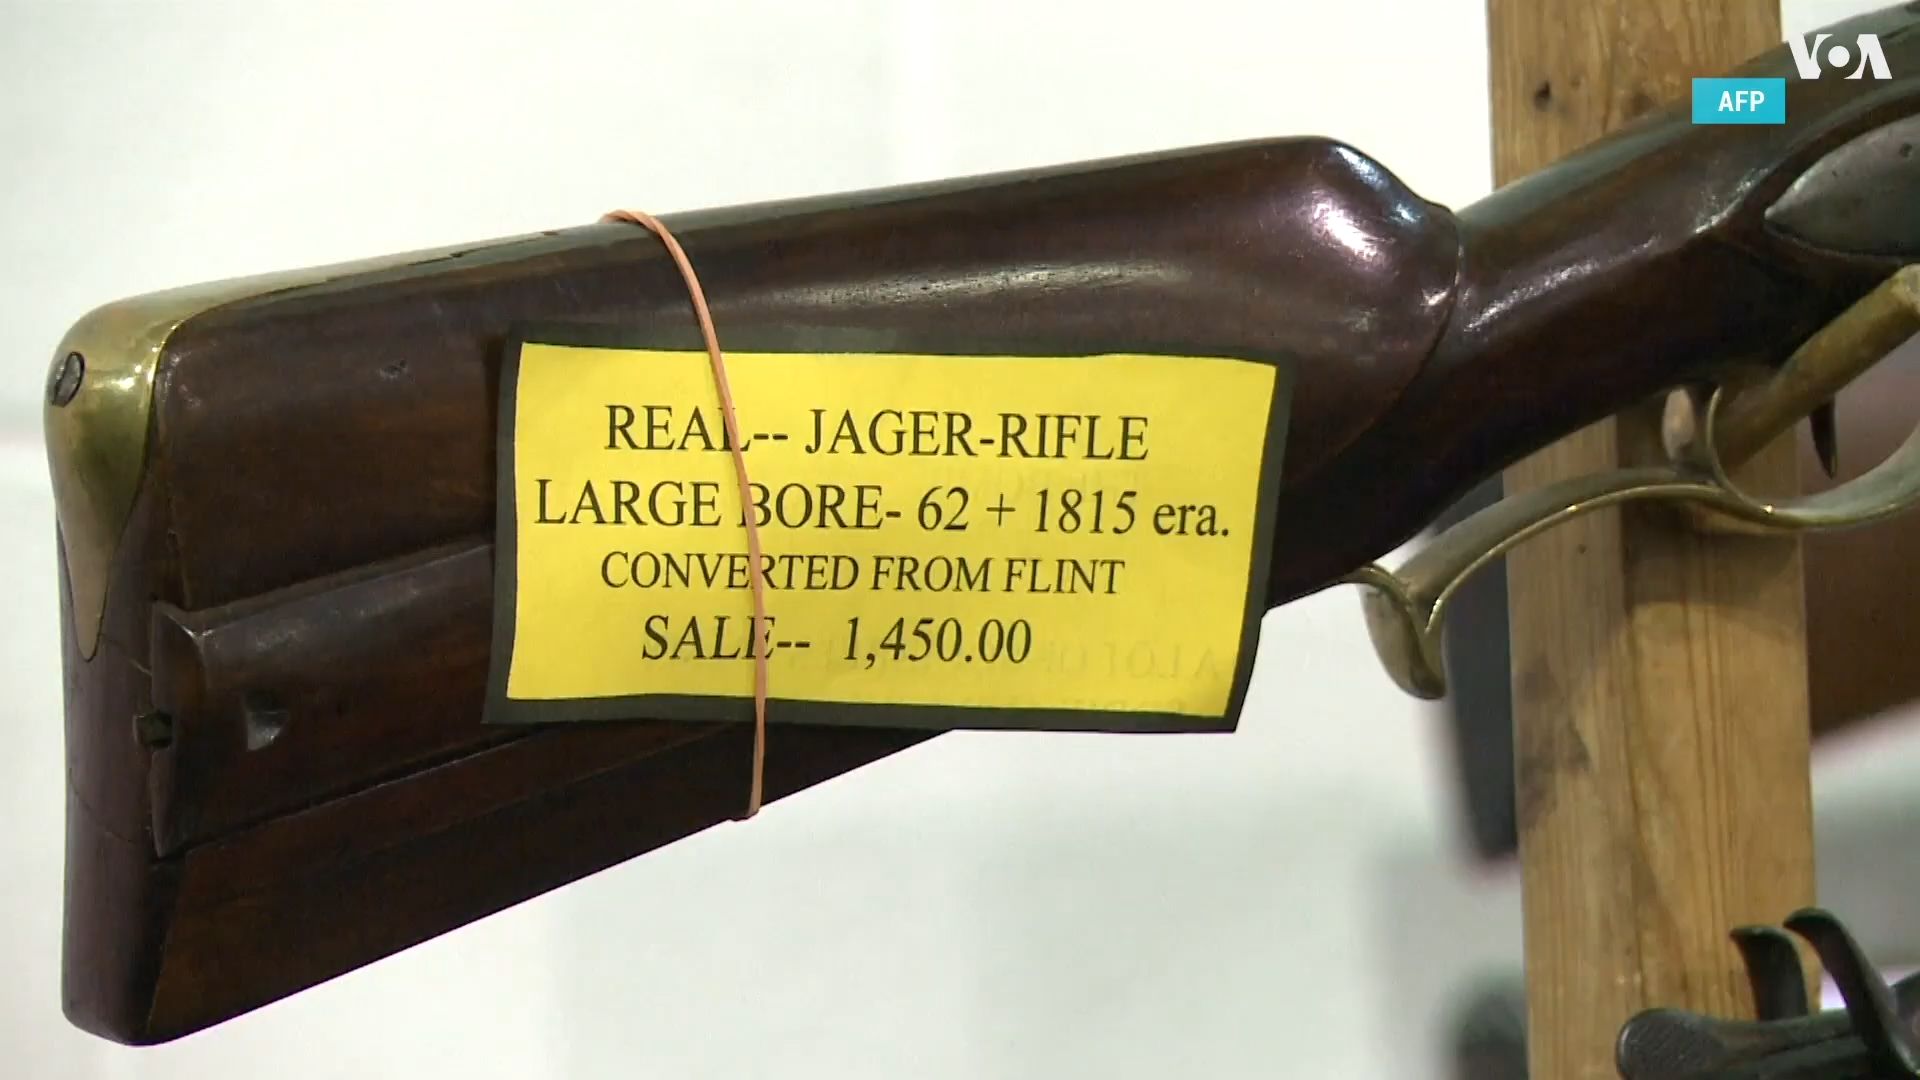 VOA
AFP
REAL-- JAGER-RIFLE
LARGE BORE- 62 + 1815 era.
CONVERTED FROM FLINT
SALE-- 1,450.00